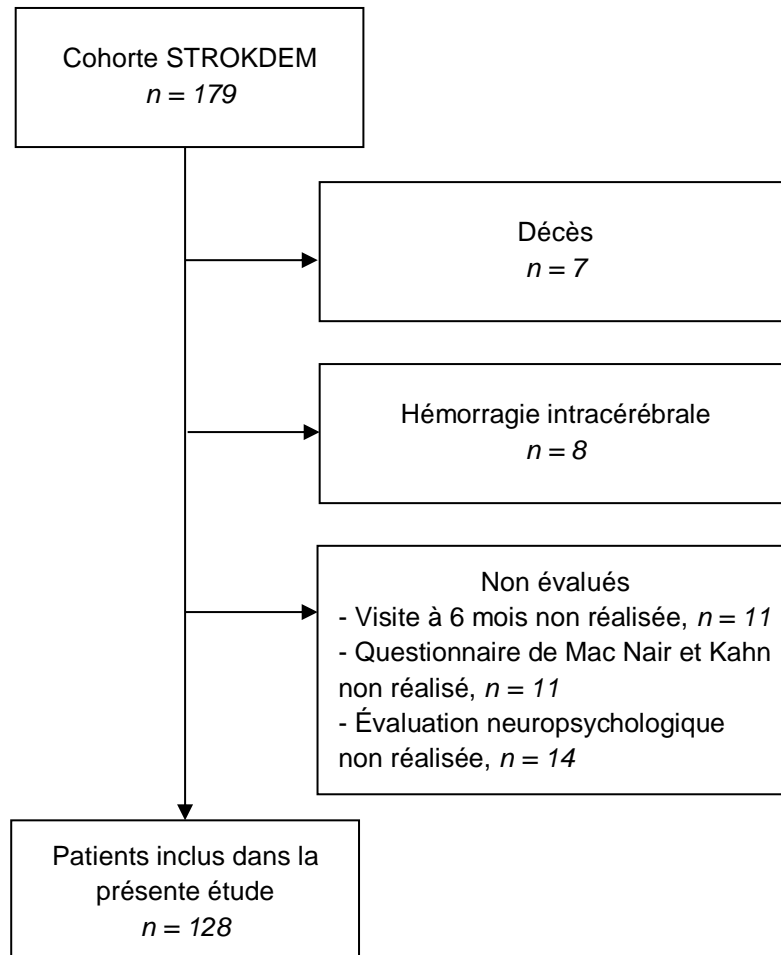 Cohorte STROKDEM
n = 179
Décès
n = 7
Hémorragie intracérébrale
n = 8
Non évalués
- Visite à 6 mois non réalisée, n = 11
- Questionnaire de Mac Nair et Kahn
non réalisé, n = 11
- Évaluation neuropsychologique
non réalisée, n = 14
Patients inclus dans la
présente étude
n = 128